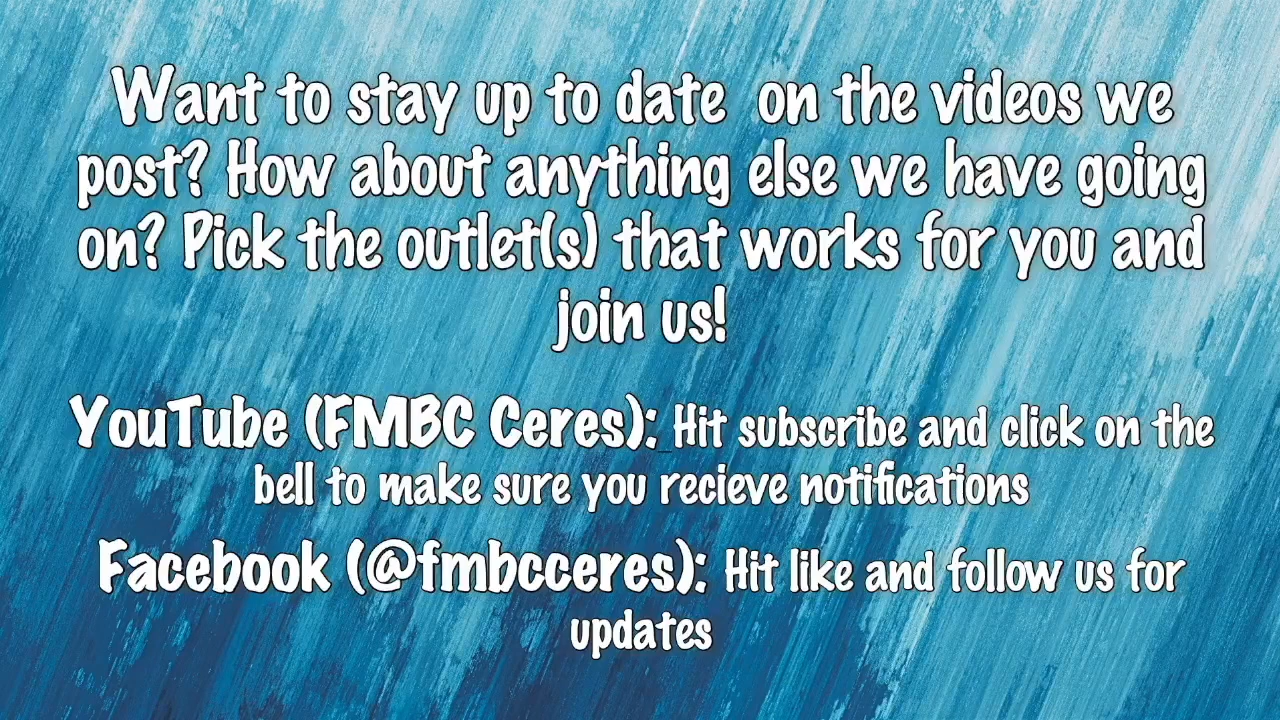 Want to stay up to date  on the videos we
post? How about anything else we have going
on? Pick the outlet(s) that works for you and
join us!
YouTube (FMBC Ceres): Hit subscribe and click on the
bell to make sure you recieve notifications
Facebook (@fmbcceres): Hit like and follow us for
updates